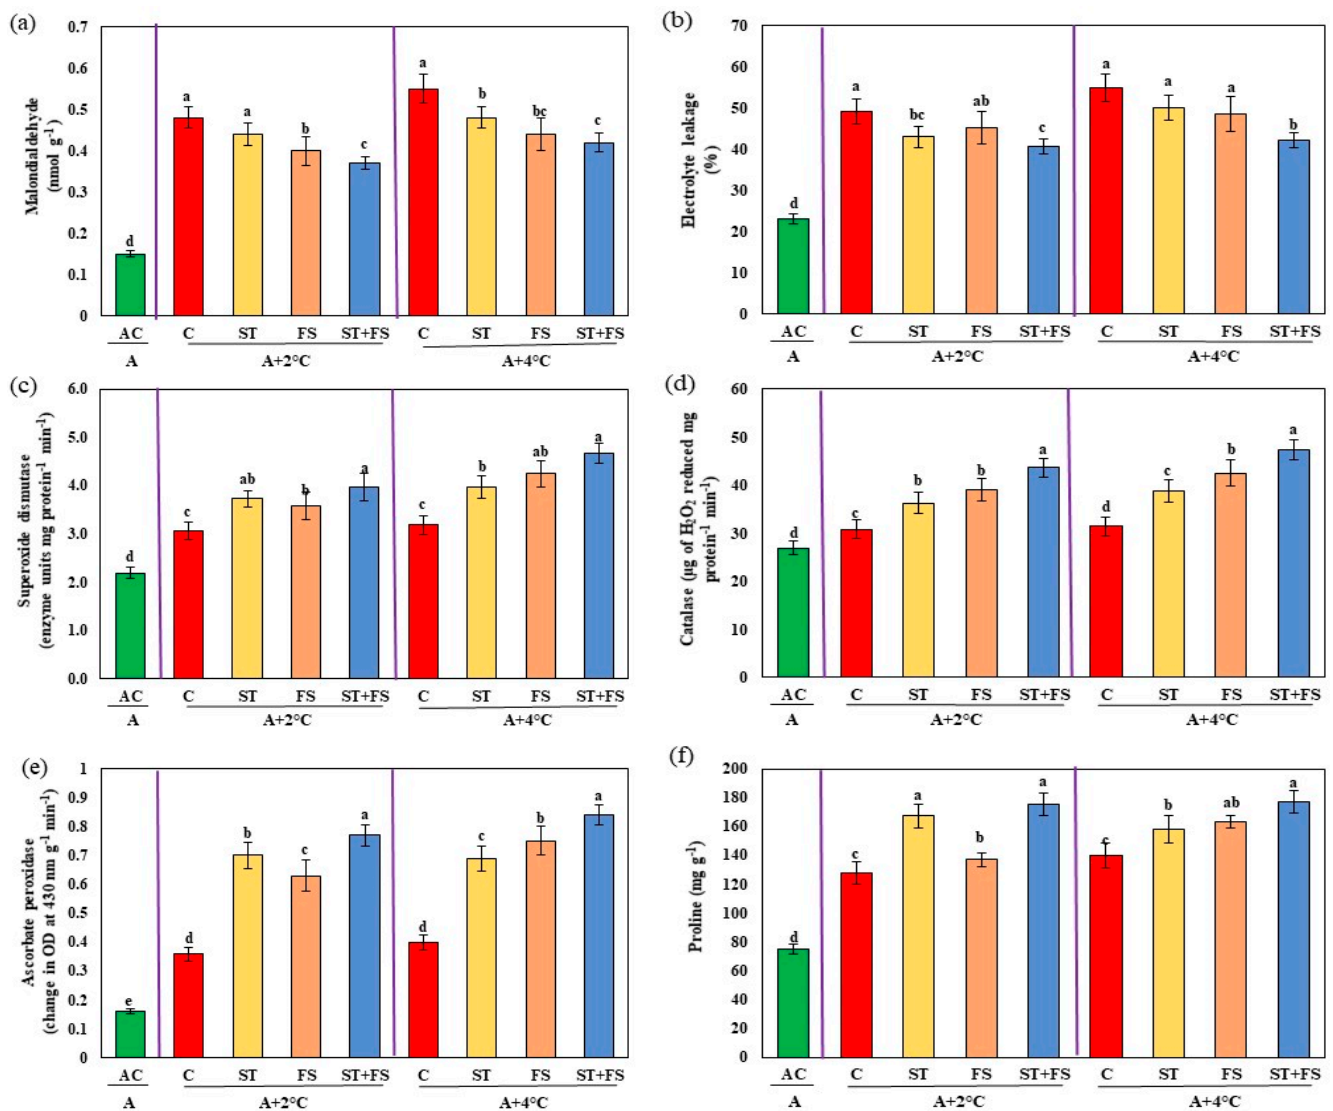 (a)
Malondialdehyde
(nmol g-1)
0.7
0.6
0.5
0.4
0.3
0.2
0.1
0
d
a
a
b
c
a
b
bc
c
AC C ST FS ST+FS C ST FS ST+FS
A A+2°C A+4°C
(b)
Electrolyte leakage
(%)
70
60
50
40
30
20
10
0
d
a
bc
ab
c
a
a
a
b
AC C ST FS ST+FS C ST FS ST+FS
A A+2°C A+4°C
(c)
Superoxide dismutase
(enzyme units mg protein-1 min-1)
6.0
5.0
4.0
3.0
2.0
1.0
0.0
d
c
ab
b
a
c
b
ab
a
AC C ST FS ST+FS C ST FS ST+FS
A A+2°C A+4°C
(d)
Catalase (µg of H2O2 reduced mg
protein-1 min-1)
60
50
40
30
20
10
0
d
c
b
b
a
d
c
b
a
AC C ST FS ST+FS C ST FS ST+FS
A A+2°C A+4°C
(e)
Ascorbate peroxidase
(change in OD at 430 nm g-1 min-1)
1
0.9
0.8
0.7
0.6
0.5
0.4
0.3
0.2
0.1
0
e
d
b
c
a
d
c
b
a
AC C ST FS ST+FS C ST FS ST+FS
A A+2°C A+4°C
(f)
Proline (mg g-1)
200
180
160
140
120
100
80
60
40
20
0
d
c
a
b
a
c
b
ab
a
AC C ST FS ST+FS C ST FS ST+FS
A A+2°C A+4°C